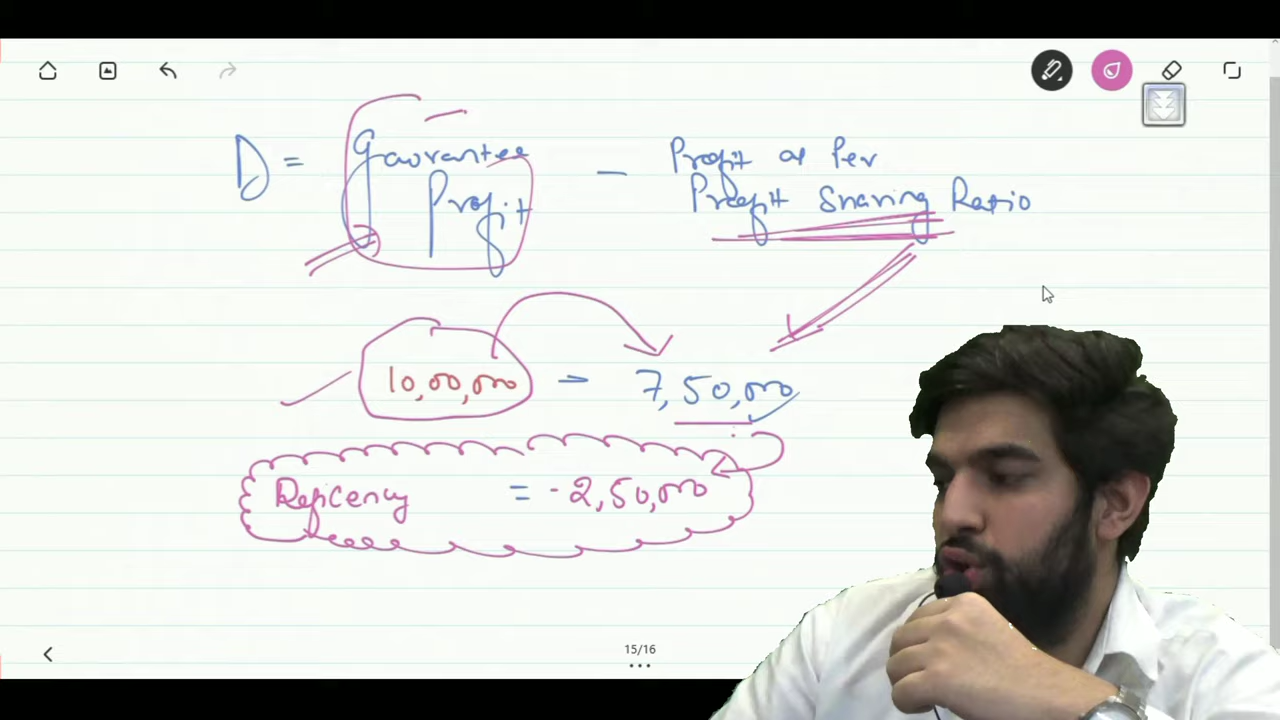 D = Gaurantee Profit - Profit as Per Profit Sharing Ratio
10,00,000 - 7,50,000
Deficency = -2,50,000
15/16